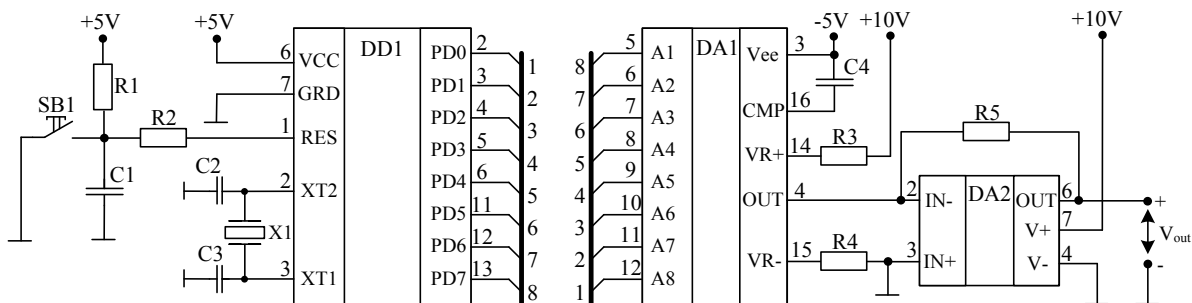 +5V
+5V
-5V
+10V
+10V
R1
SB1
R2
C1
C2
X1
C3
6
7
1
2
3
VCC
GRD
RES
XT2
XT1
DD1
PD0
PD1
PD2
PD3
PD4
PD5
PD6
PD7
2
3
4
5
6
11
12
13
1
2
3
4
5
6
7
8
8
7
6
5
4
3
2
1
5
6
7
8
9
10
11
12
A1
A2
A3
A4
A5
A6
A7
A8
DA1
Vee
CMP
VR+
OUT
VR-
3
16
14
4
15
C4
R3
R4
R5
2
3
IN-
IN+
DA2
OUT
V+
V-
6
7
4
+
Vout
-